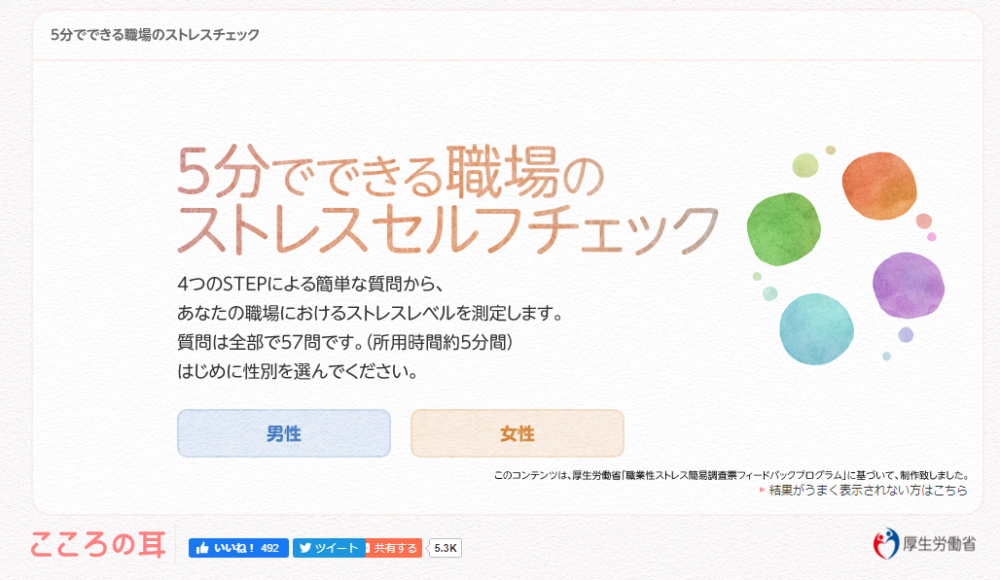 5分でできる職場のストレスチェック
5分でできる職場の
ストレスセルフチェック
4つのSTEPによる簡単な質問から、
あなたの職場におけるストレスレベルを測定します。
質問は全部で57問です。(所用時間約5分間)
はじめに性別を選んでください。
男性
女性
このコンテンツは、厚生労働省「職業性ストレス簡易調査票フィードバックプログラム」に基づいて、制作致しました。
結果がうまく表示されない方はこちら
こころの耳
いいね! 492
ツイート
共有する
5.3K
厚生労働省